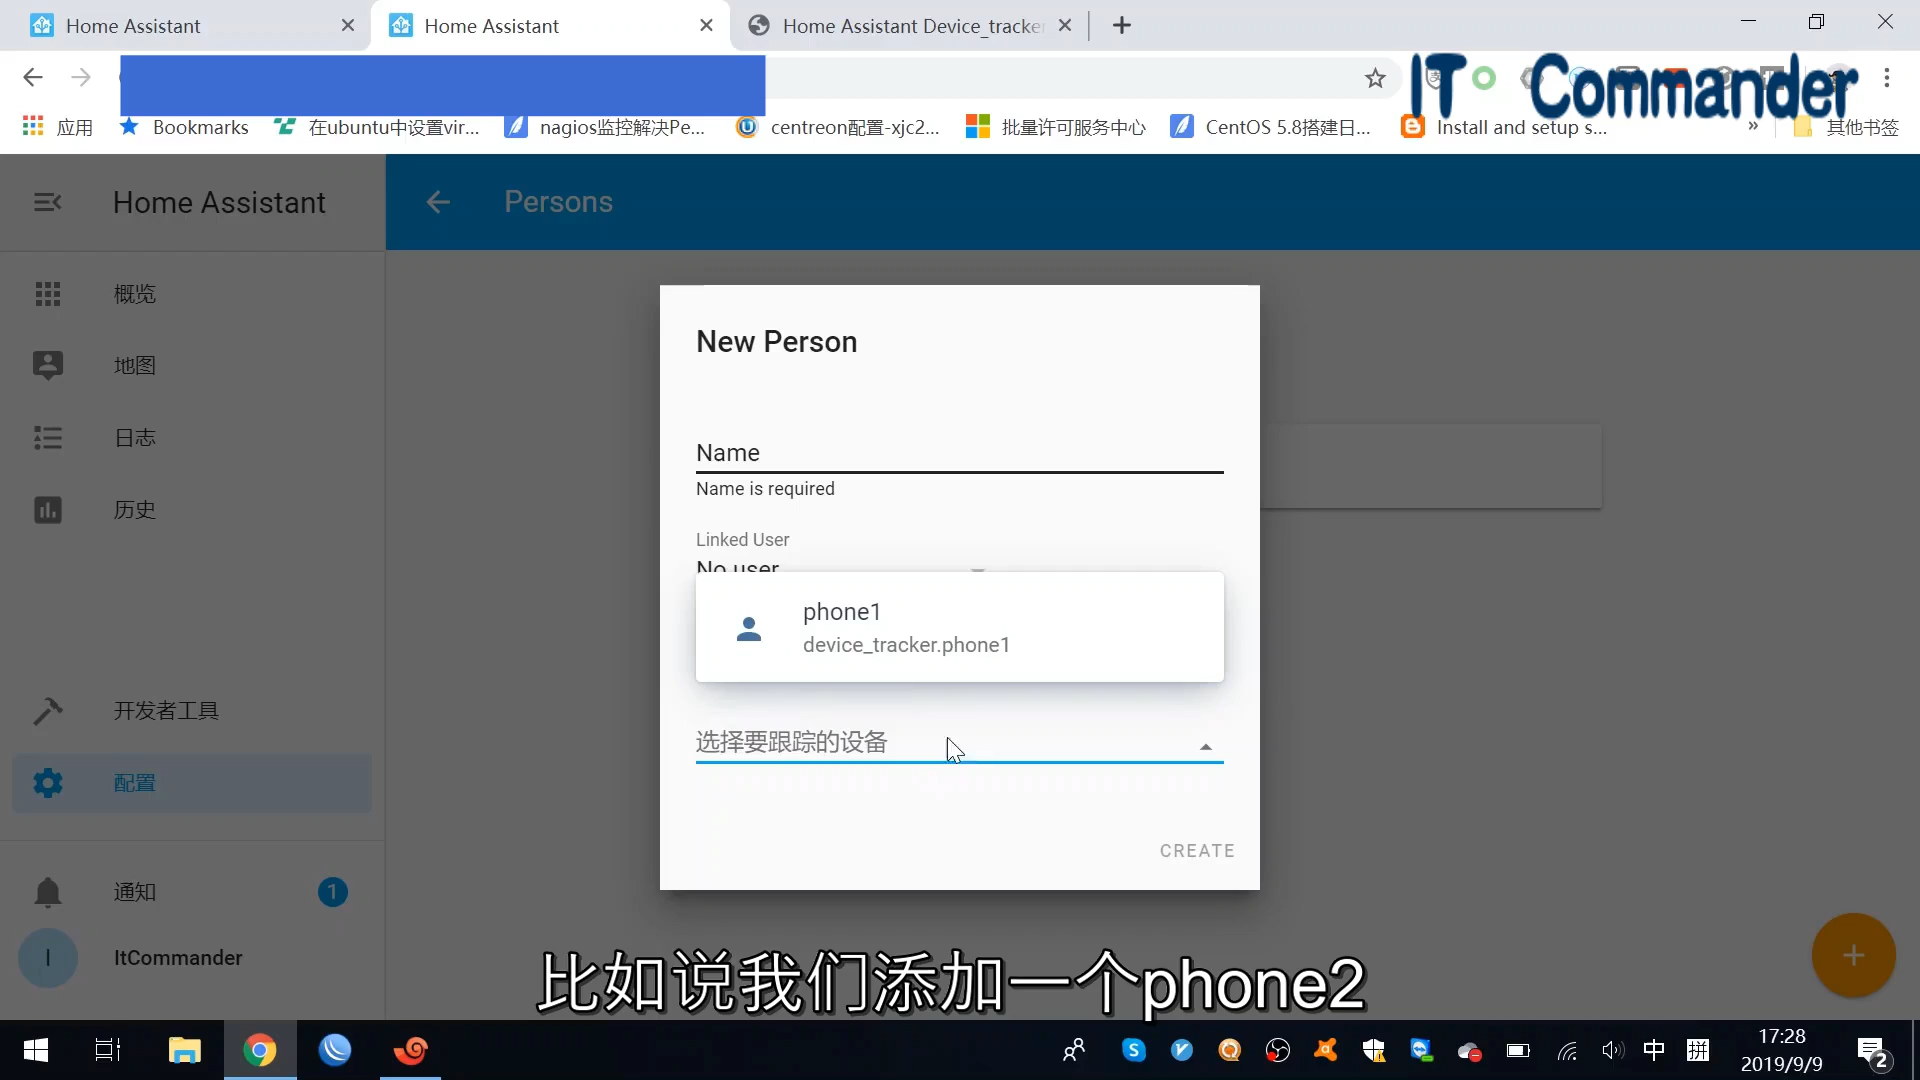 Home Assistant
Home Assistant
Home Assistant Device_tracker
IT Commander
应用
Bookmarks
在ubuntu中设置vir...
nagios监控解决Pe...
centreon配置-xjc2...
批量许可服务中心
CentOS 5.8搭建日...
Install and setup s...
»
其他书签
Home Assistant
Persons
概览
地图
日志
历史
开发者工具
配置
通知
1
I
ItCommander
New Person
Name
Name is required
Linked User
No user
phone1
device_tracker.phone1
选择要跟踪的设备
CREATE
比如说我们添加一个phone2
中
拼
17:28
2019/9/9
2